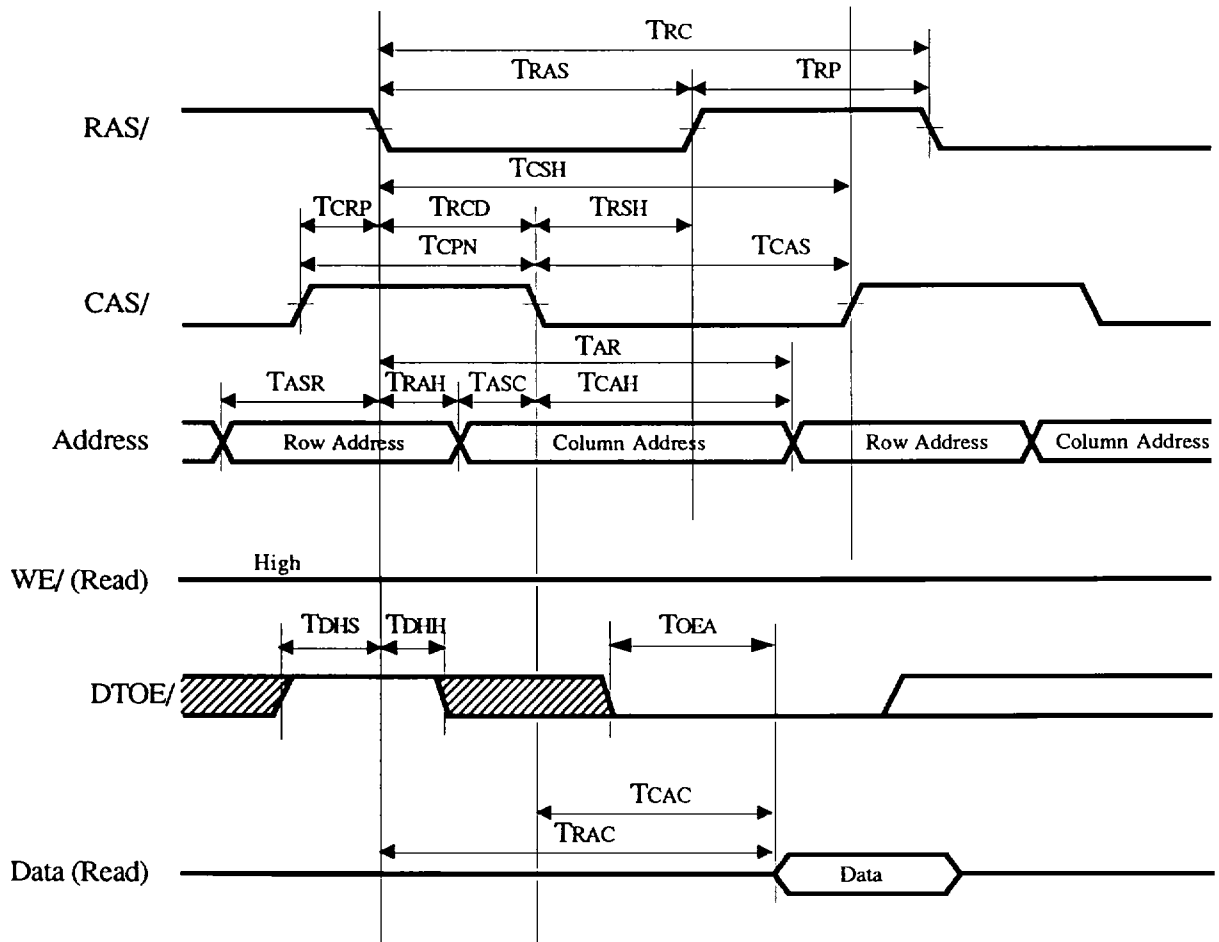 TRC
TRAS TRP
RAS/
TCSH
TCRP TRCD TRSH
TCPN TCAS
CAS/
TAR
TASR TRAH TASC TCAH
Address Row Address Column Address Row Address Column Address
High
WE/ (Read)
TDHS TDHH TOEA
DTOE/
TCAC
TRAC
Data (Read) Data